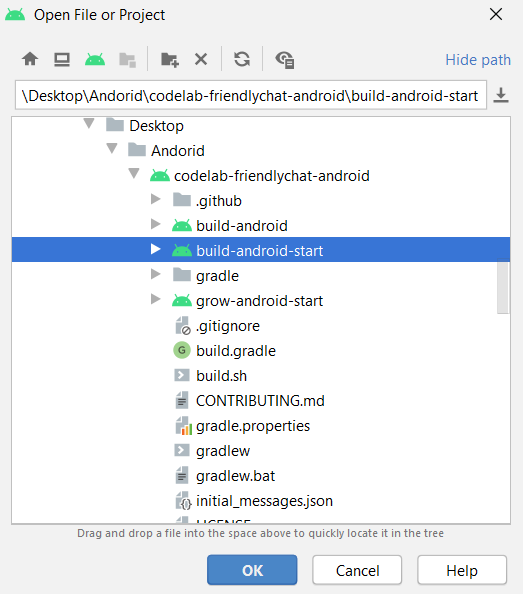 Open File or Project
Hide path
\Desktop\Andorid\codelab-friendlychat-android\build-android-start
Desktop
Andorid
codelab-friendlychat-android
.github
build-android
build-android-start
gradle
grow-android-start
.gitignore
G build.gradle
build.sh
CONTRIBUTING.md
gradle.properties
gradlew
gradlew.bat
initial_messages.json
LICENSE
Drag and drop a file into the space above to quickly locate it in the tree
OK Cancel Help